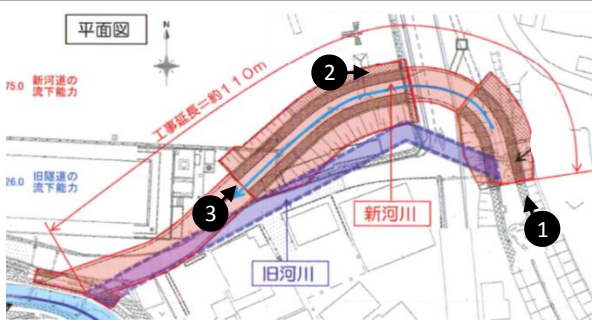 平面図
N
工事延長=約110m
②
75.0 新河道の
流下能力
26.0 旧隧道の
流下能力
③
新河川
①
旧河川